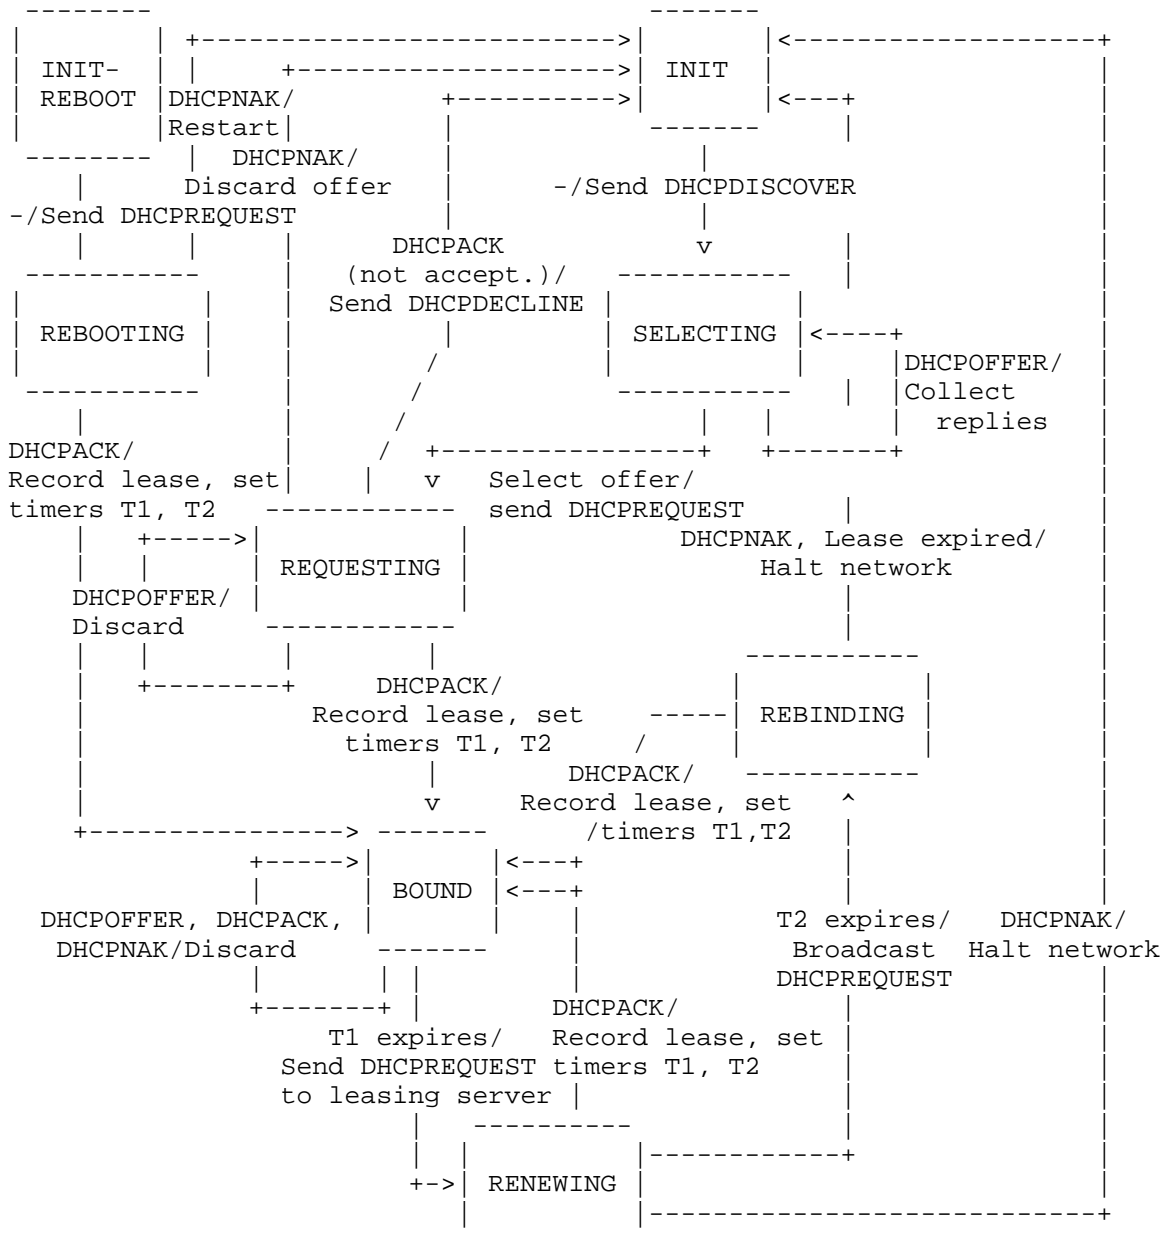 INIT- INIT
REBOOT DHCPNAK/
Restart
DHCPNAK/
Discard offer -/Send DHCPDISCOVER
-/Send DHCPREQUEST
DHCPACK
(not accept.)/
Send DHCPDECLINE
REBOOTING SELECTING
DHCPOFFER/
Collect
replies
DHCPACK/
Record lease, set Select offer/
timers T1, T2 send DHCPREQUEST
DHCPNAK, Lease expired/
REQUESTING Halt network
DHCPOFFER/
Discard
DHCPACK/
Record lease, set REBINDING
timers T1, T2
DHCPACK/
Record lease, set
/timers T1,T2
BOUND
DHCPOFFER, DHCPACK, T2 expires/ DHCPNAK/
DHCPNAK/Discard Broadcast Halt network
DHCPREQUEST
DHCPACK/
T1 expires/ Record lease, set
Send DHCPREQUEST timers T1, T2
to leasing server
RENEWING